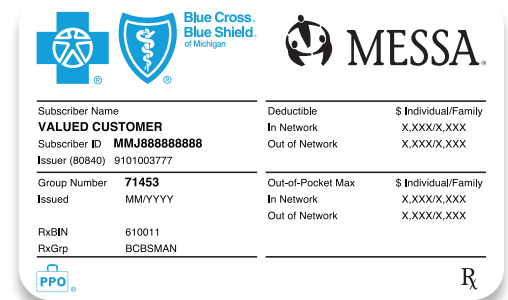 Blue Cross®
Blue Shield®
of Michigan
®
®
MESSA®
Subscriber Name
VALUED CUSTOMER
Subscriber ID MMJ888888888
Issuer (80840) 9101003777
Group Number 71453
Issued MM/YYYY
RxBIN 610011
RxGrp BCBSMAN
Deductible $ Individual/Family
In Network X,XXX/X,XXX
Out of Network X,XXX/X,XXX
Out-of-Pocket Max $ Individual/Family
In Network X,XXX/X,XXX
Out of Network X,XXX/X,XXX
PPO ®
Rx